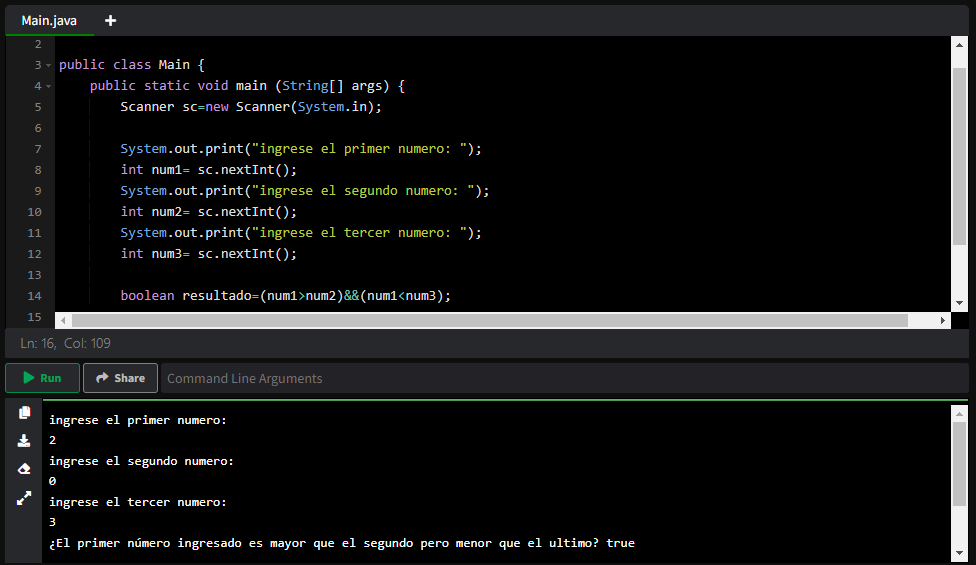 Main.java +
2
3 public class Main {
4 public static void main (String[] args) {
5 Scanner sc=new Scanner(System.in);
6
7 System.out.print("ingrese el primer numero: ");
8 int num1= sc.nextInt();
9 System.out.print("ingrese el segundo numero: ");
10 int num2= sc.nextInt();
11 System.out.print("ingrese el tercer numero: ");
12 int num3= sc.nextInt();
13
14 boolean resultado=(num1>num2)&&(num1<num3);
15
Ln: 16, Col: 109
Run Share Command Line Arguments
ingrese el primer numero:
2
ingrese el segundo numero:
0
ingrese el tercer numero:
3
¿El primer número ingresado es mayor que el segundo pero menor que el ultimo? true